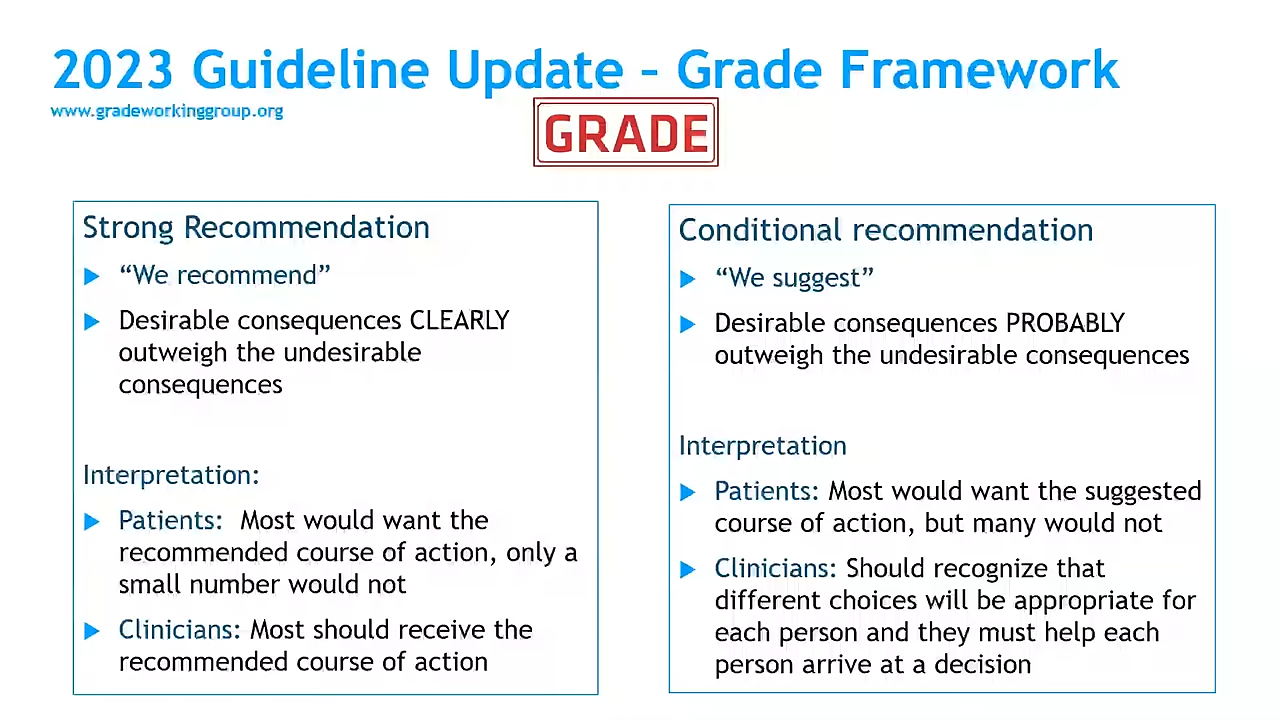 2023 Guideline Update – Grade Framework
www.gradeworkinggroup.org
GRADE
Strong Recommendation
“We recommend”
Desirable consequences CLEARLY
outweigh the undesirable
consequences
Interpretation:
Patients: Most would want the
recommended course of action, only a
small number would not
Clinicians: Most should receive the
recommended course of action
Conditional recommendation
“We suggest”
Desirable consequences PROBABLY
outweigh the undesirable consequences
Interpretation
Patients: Most would want the suggested
course of action, but many would not
Clinicians: Should recognize that
different choices will be appropriate for
each person and they must help each
person arrive at a decision